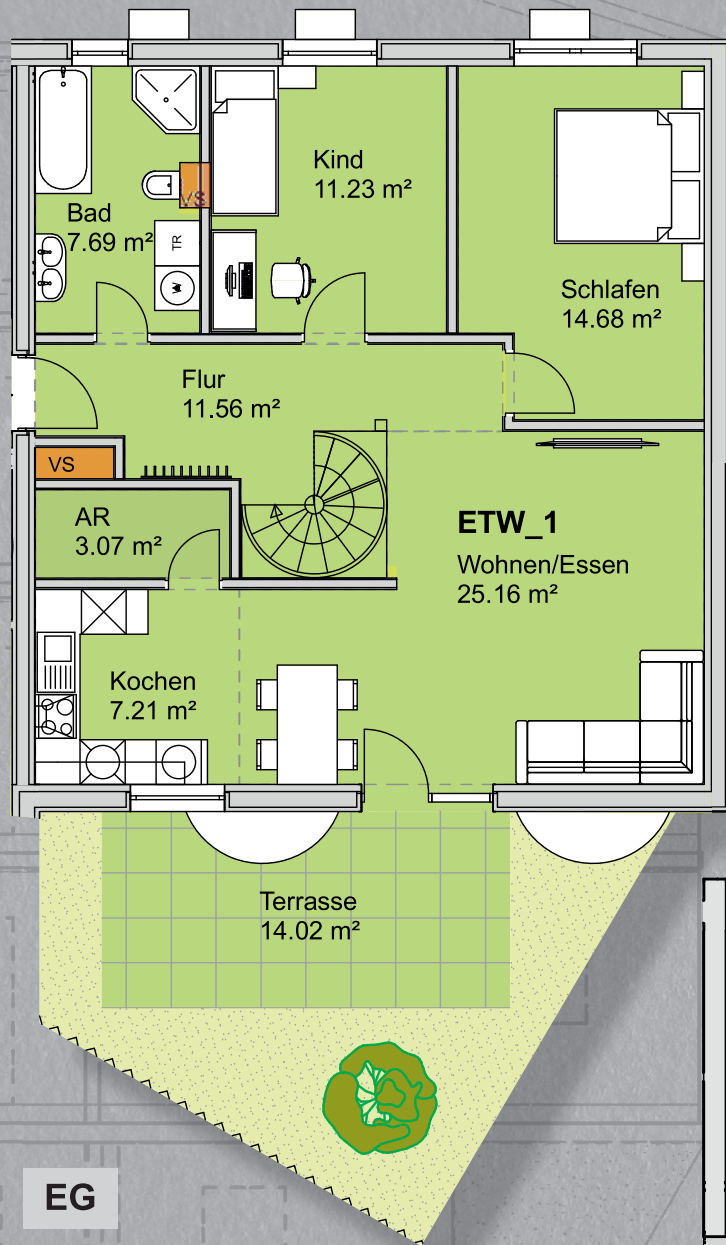 Kind
11.23 m²
VS
Bad
7.69 m²
TR
W
Schlafen
14.68 m²
Flur
11.56 m²
VS
AR
3.07 m²
ETW_1
Wohnen/Essen
25.16 m²
Kochen
7.21 m²
Terrasse
14.02 m²
EG